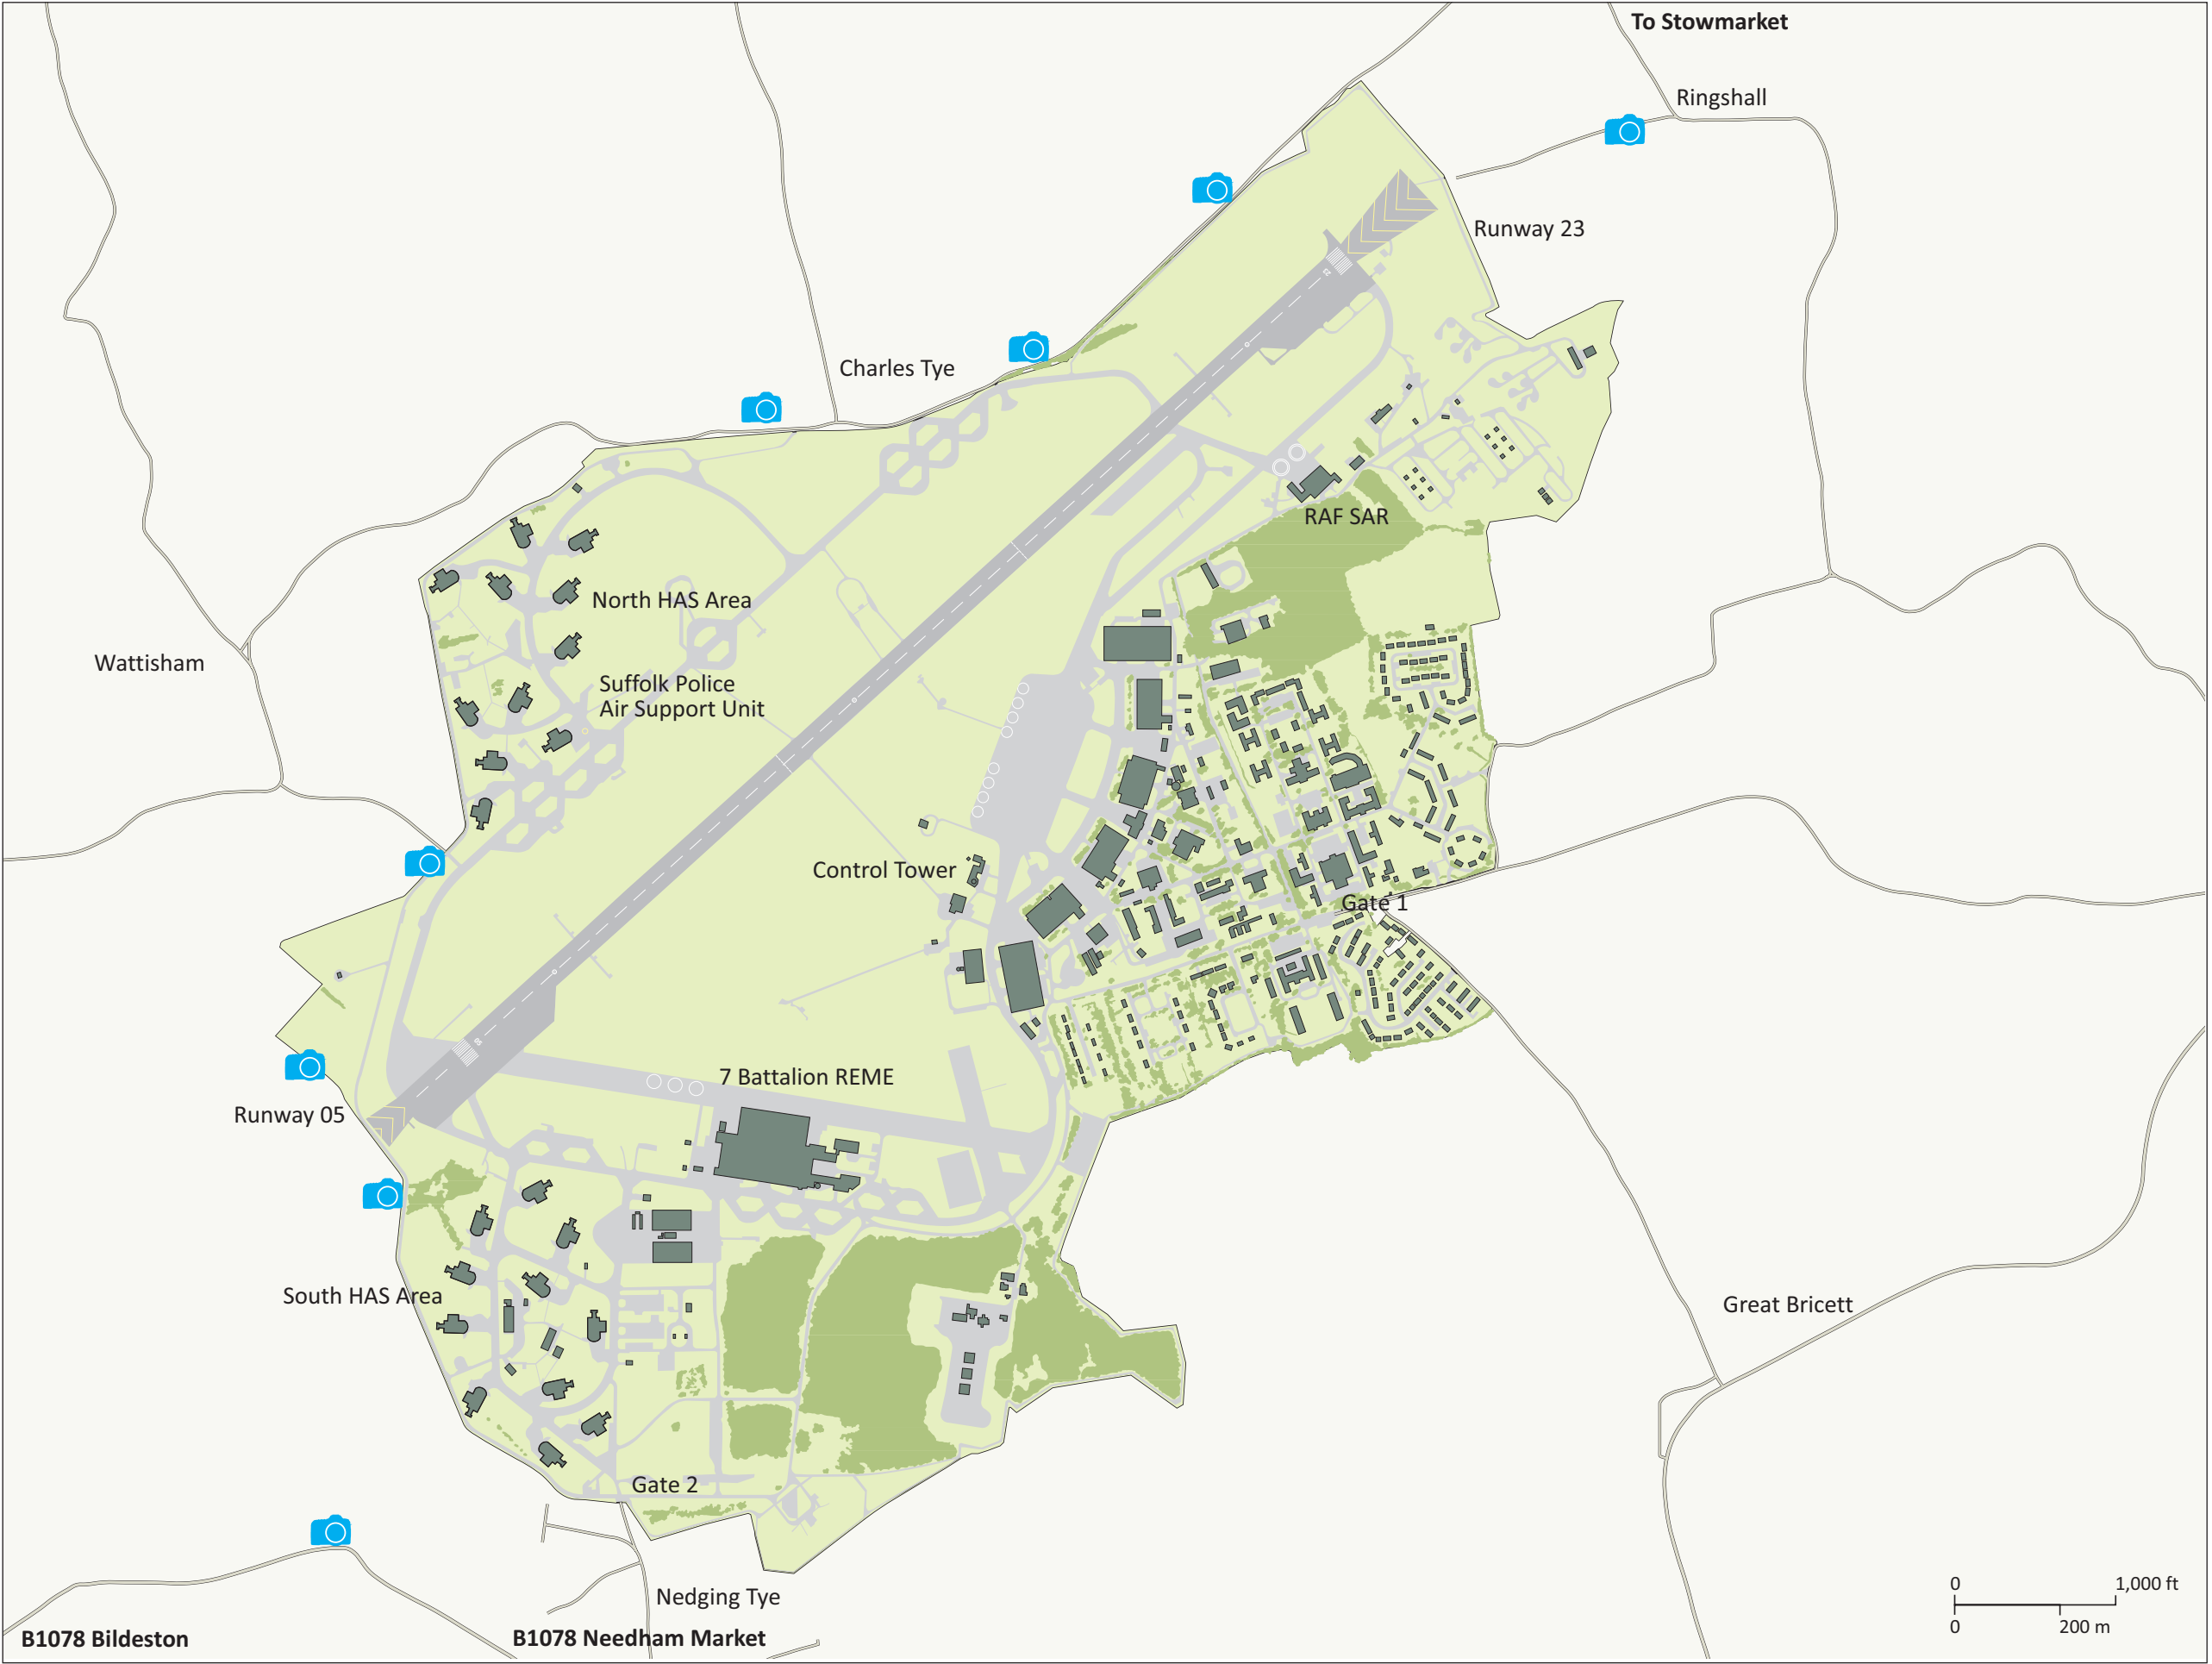 To Stowmarket
Ringshall
Runway 23
Charles Tye
RAF SAR
North HAS Area
Wattisham
Suffolk Police
Air Support Unit
Control Tower
Gate 1
7 Battalion REME
Runway 05
South HAS Area
Great Bricett
Gate 2
Nedging Tye
0
1,000 ft
0
200 m
B1078 Bildeston
B1078 Needham Market